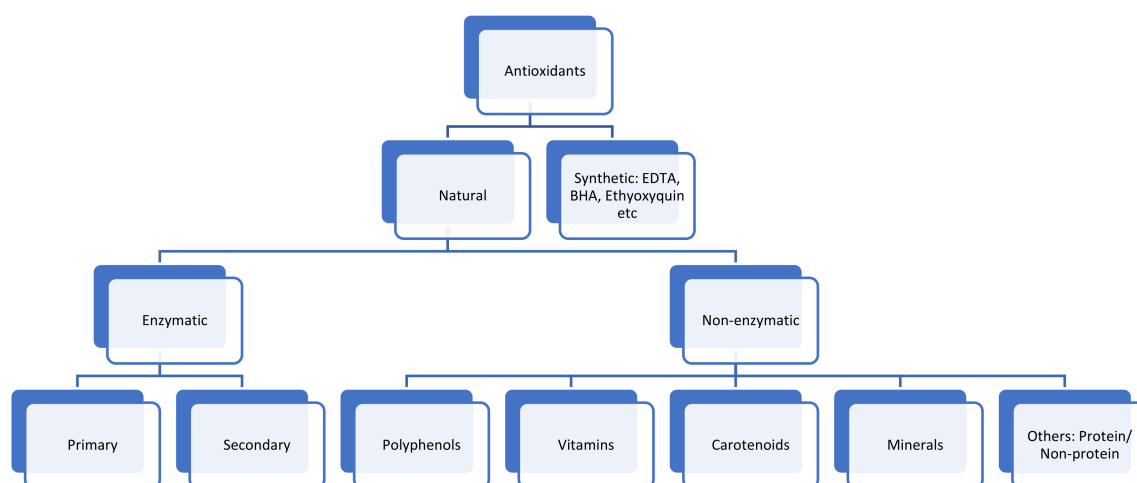 Antioxidants
Natural
Synthetic: EDTA,
BHA, Ethyoxyquin
etc
Enzymatic
Non-enzymatic
Primary
Secondary
Polyphenols
Vitamins
Carotenoids
Minerals
Others: Protein/
Non-protein